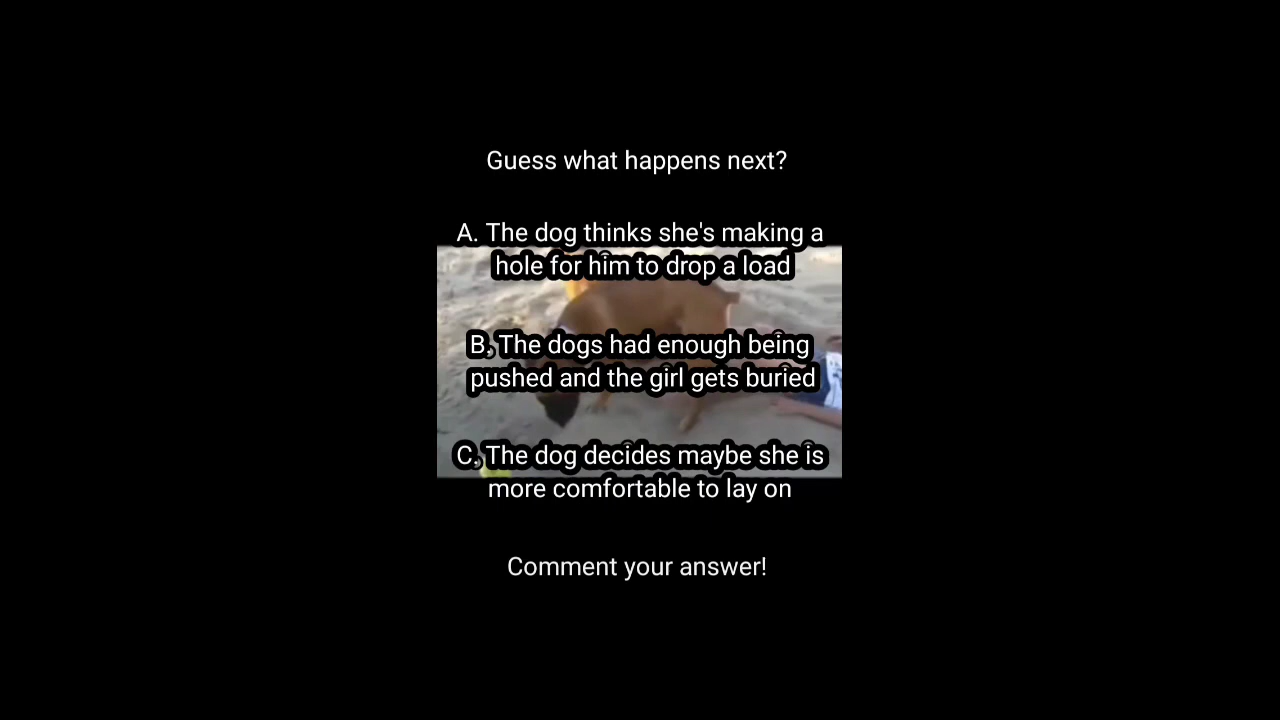 Guess what happens next?
A. The dog thinks she's making a
hole for him to drop a load
B, The dogs had enough being
pushed and the girl gets buried
C, The dog decides maybe she is
more comfortable to lay on
Comment your answer!